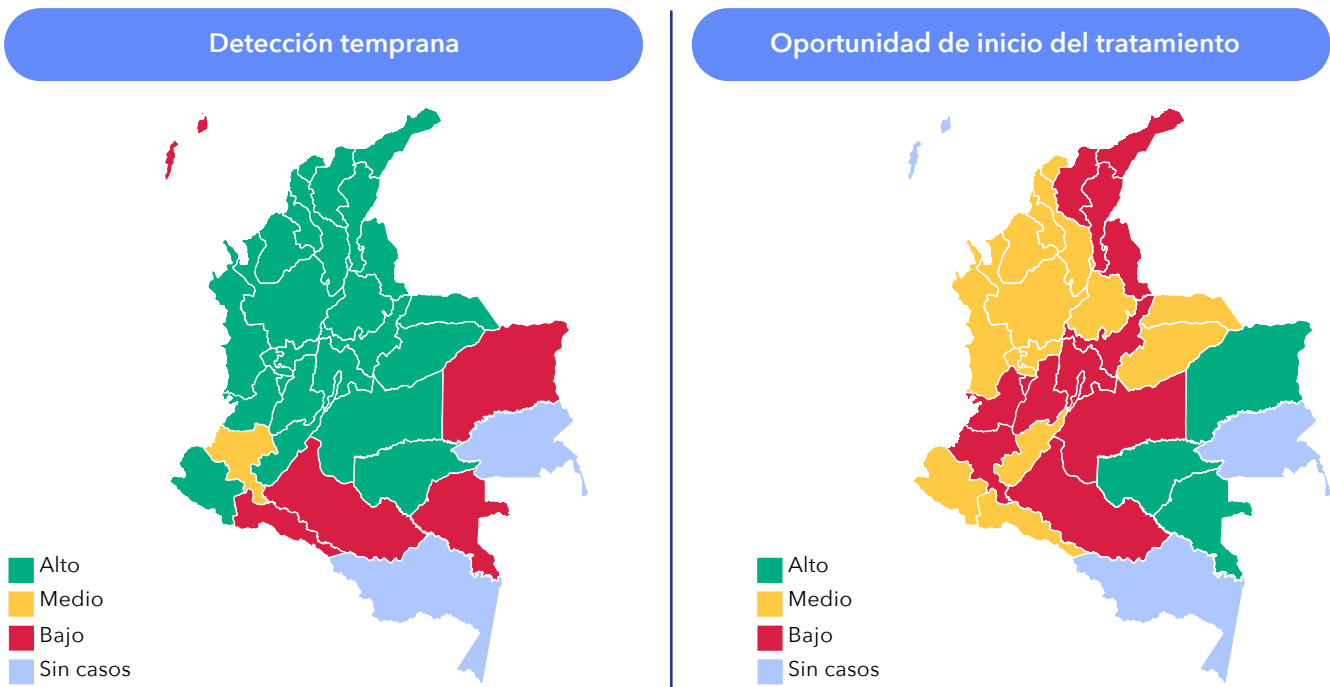 Detección temprana
Oportunidad de inicio del tratamiento
Alto
Medio
Bajo
Sin casos
Alto
Medio
Bajo
Sin casos